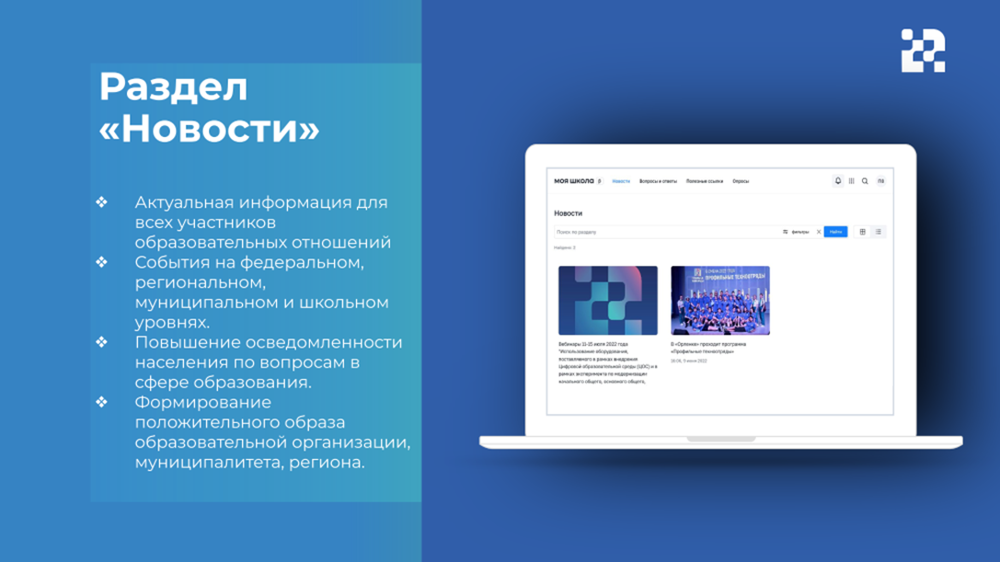 Раздел
«Новости»
❖ Актуальная информация для
всех участников
образовательных отношений
❖ События на федеральном,
региональном,
муниципальном и школьном
уровнях.
❖ Повышение осведомленности
населения по вопросам в
сфере образования.
❖ Формирование
положительного образа
образовательной организации,
муниципалитета, региона.
МОЯ ШКОЛА β Новости Вопросы и ответы Полезные ссылки Опросы ПВ
Новости
Поиск по разделу Фильтры Найти
Найдено: 2
Вебинары 11-15 июля 2022 года
"Использование оборудования,
поставляемого в рамках внедрения
Цифровой образовательной среды (ЦОС) и в
рамках эксперимента по модернизации
начального общего, основного общего,
ПРОФИЛЬНЫЕ ТЕХНООТРЯДЫ
В «Орленке» проходит программа
«Профильные техноотряды»
16:06, 9 июня 2022